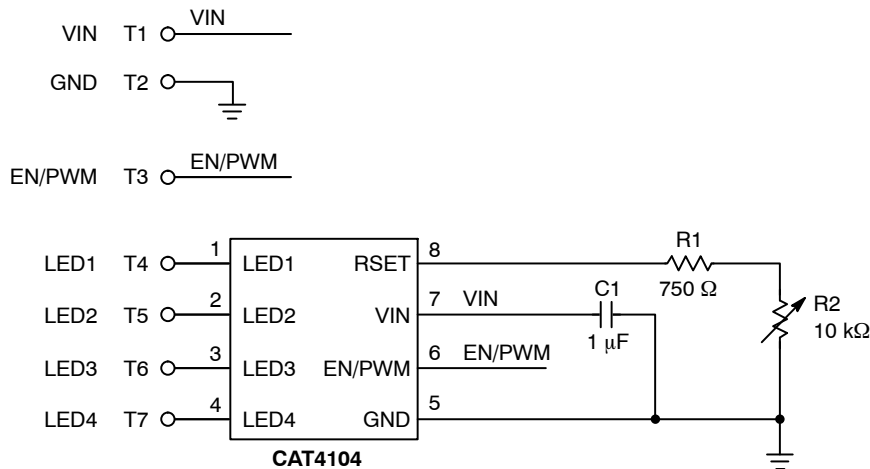 VIN T1 VIN
GND T2
EN/PWM T3 EN/PWM
LED1 T4 1 LED1 RSET 8 R1 750 Ω
LED2 T5 2 LED2 VIN 7 VIN C1 1 μF R2 10 kΩ
LED3 T6 3 LED3 EN/PWM 6 EN/PWM
LED4 T7 4 LED4 GND 5
CAT4104